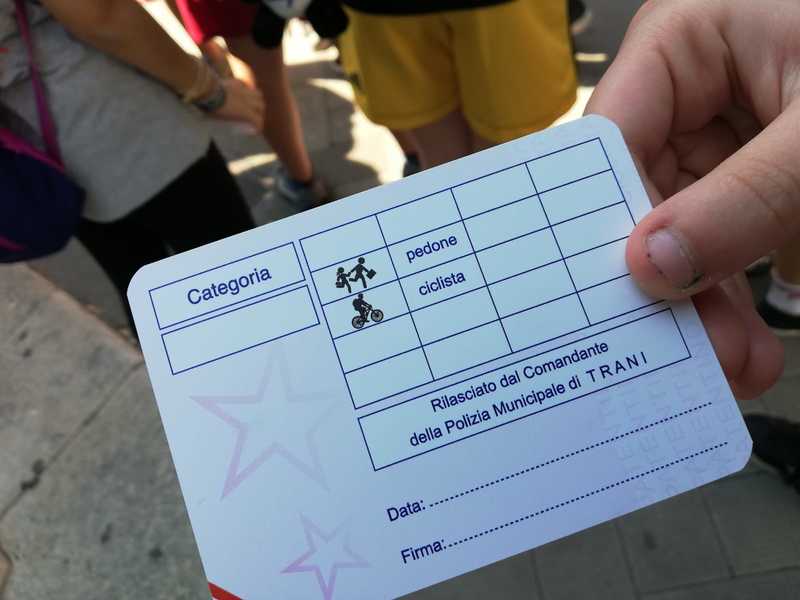 Categoria
pedone
ciclista
Rilasciato dal Comandante
della Polizia Municipale di TRANI
Data:
Firma: